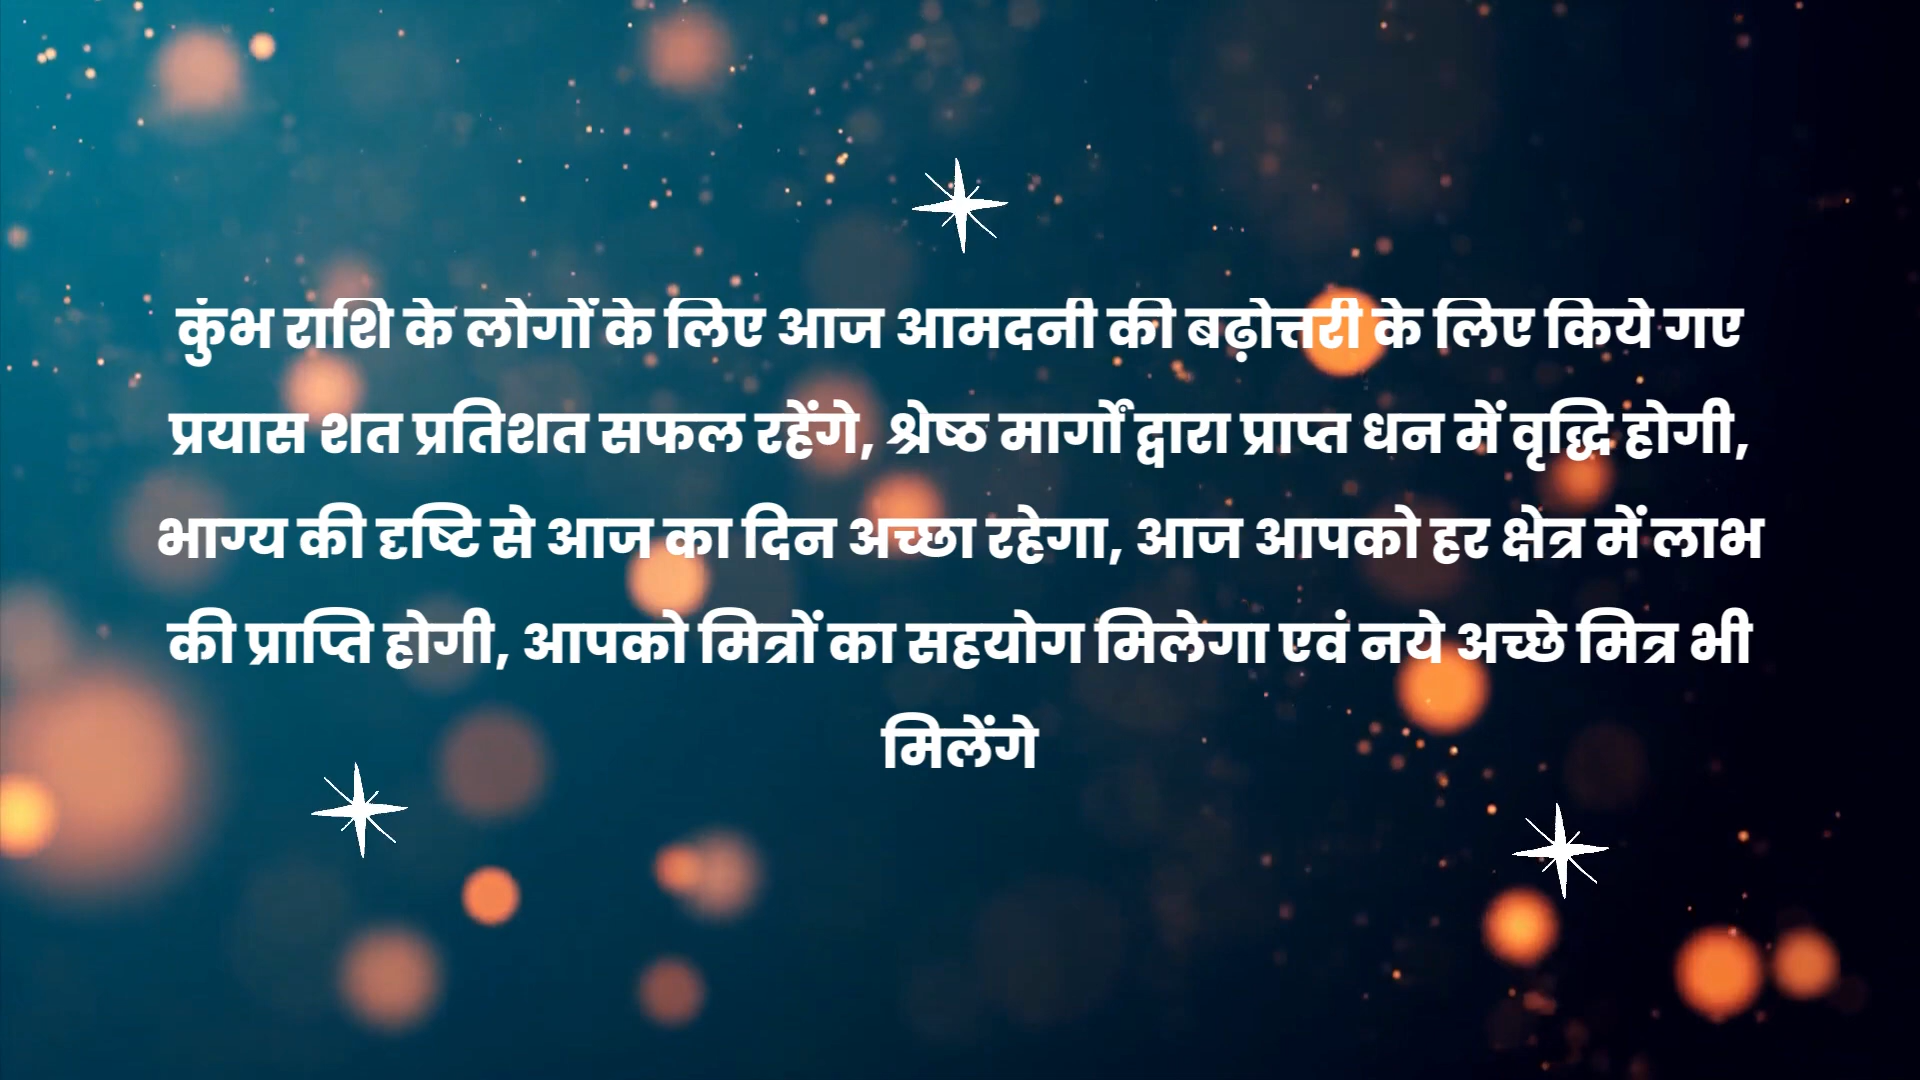 कुंभ राशि के लोगों के लिए आज आमदनी की बढ़ोत्तरी के लिए किये गए
प्रयास शत प्रतिशत सफल रहेंगे, श्रेष्ठ मार्गों द्वारा प्राप्त धन में वृद्धि होगी,
भाग्य की दृष्टि से आज का दिन अच्छा रहेगा, आज आपको हर क्षेत्र में लाभ
की प्राप्ति होगी, आपको मित्रों का सहयोग मिलेगा एवं नये अच्छे मित्र भी
मिलेंगे